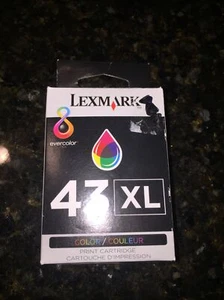 LEXMARK
evercolor
43 XL
COLOR / COULEUR
PRINT CARTRIDGE
CARTOUCHE D'IMPRESSION